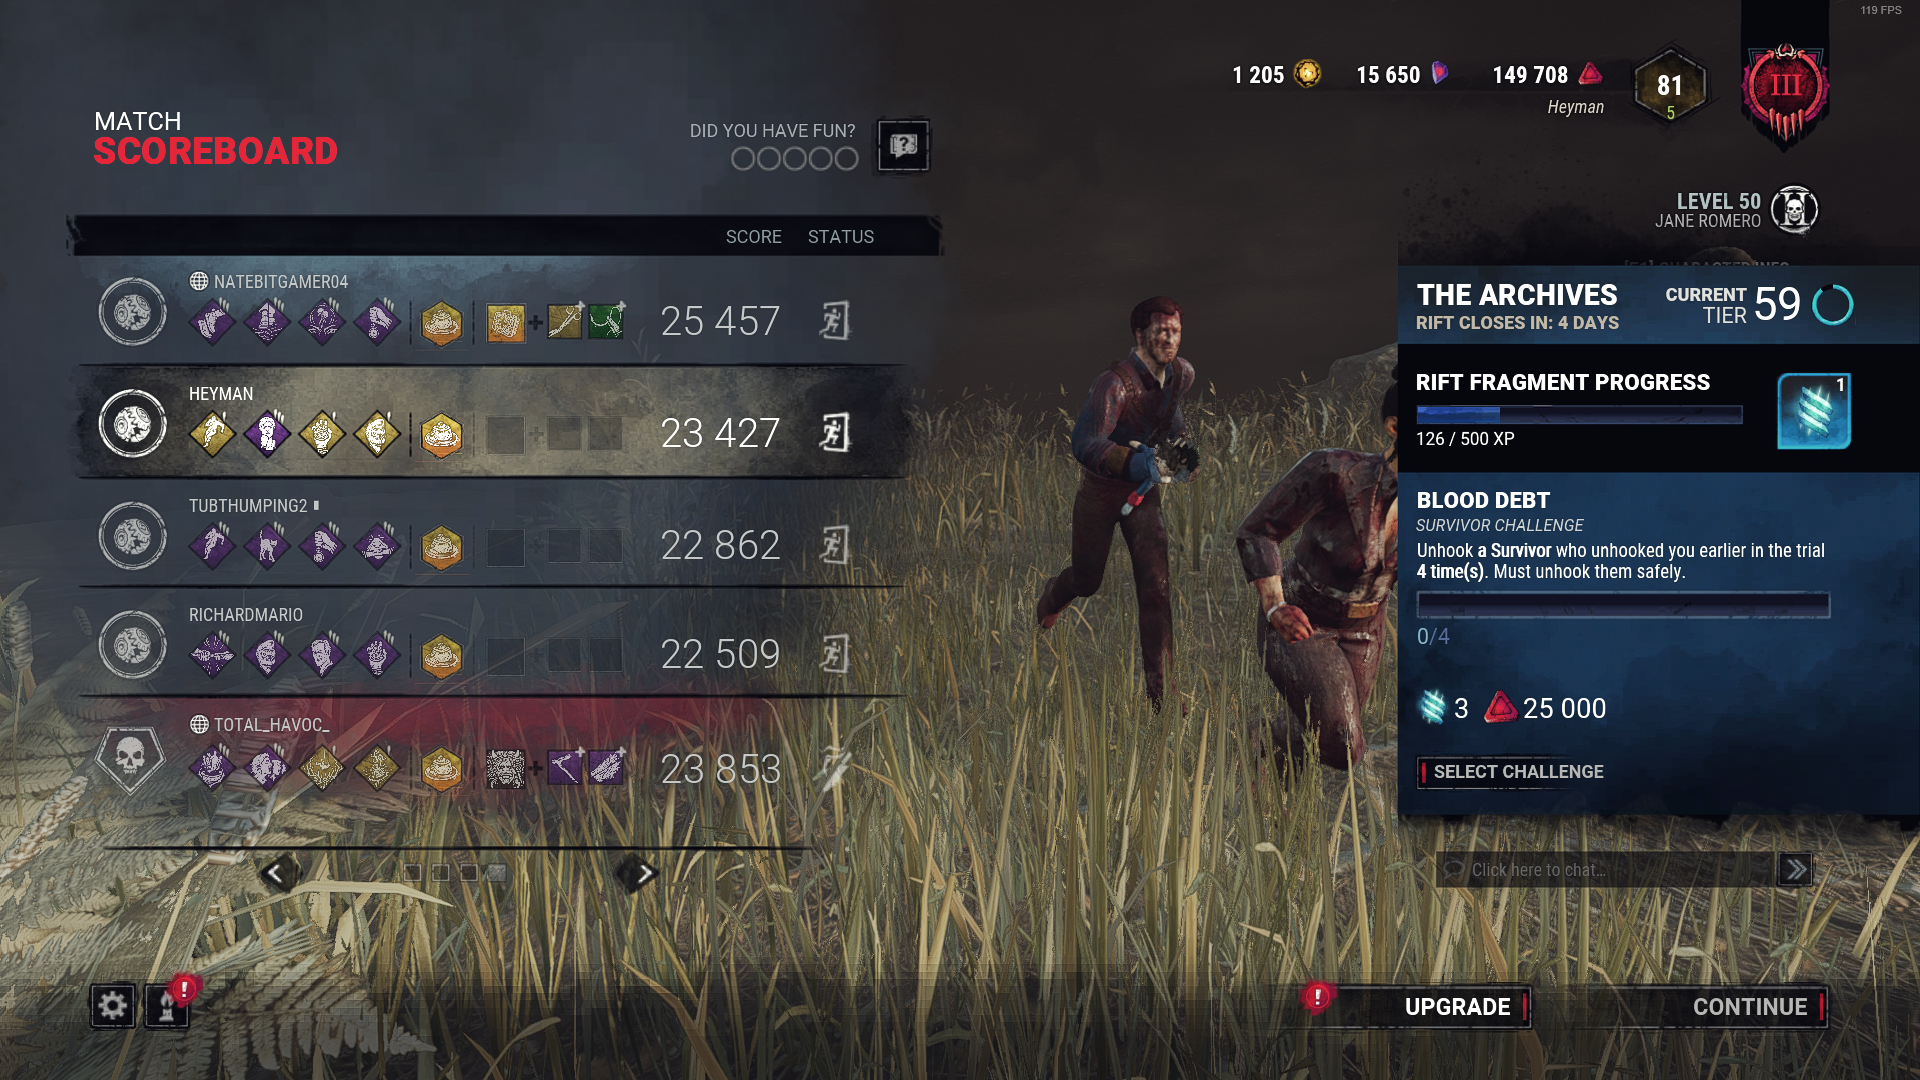 119 FPS
1 205
15 650
149 708
Heyman
81
5
III
MATCH
SCOREBOARD
DID YOU HAVE FUN?
LEVEL 50
JANE ROMERO
II
SCORE STATUS
NATEBITGAMER04
25 457
HEYMAN
23 427
TUBTHUMPING2
22 862
RICHARDMARIO
22 509
TOTAL_HAVOC_
23 853
THE ARCHIVES
RIFT CLOSES IN: 4 DAYS
CURRENT
TIER
59
RIFT FRAGMENT PROGRESS
1
126 / 500 XP
BLOOD DEBT
SURVIVOR CHALLENGE
Unhook a Survivor who unhooked you earlier in the trial
4 time(s). Must unhook them safely.
0/4
3
25 000
SELECT CHALLENGE
Click here to chat...
UPGRADE
CONTINUE